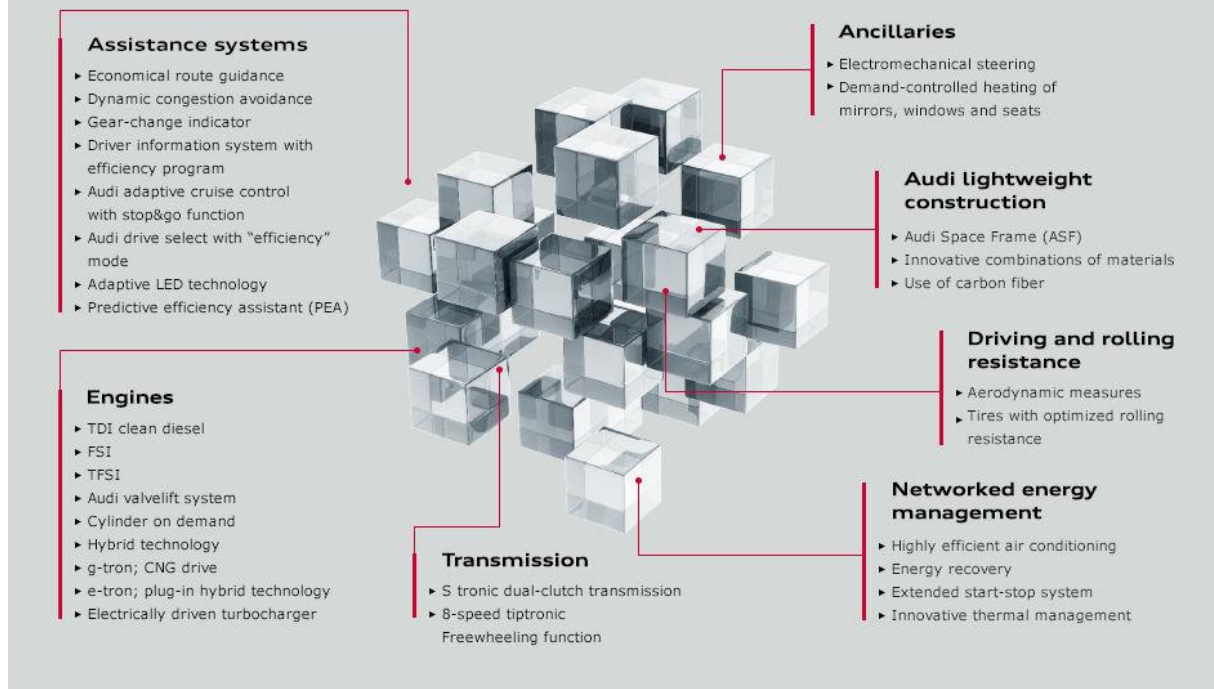 Assistance systems
▸ Economical route guidance
▸ Dynamic congestion avoidance
▸ Gear-change indicator
▸ Driver information system with
efficiency program
▸ Audi adaptive cruise control
with stop&go function
▸ Audi drive select with “efficiency”
mode
▸ Adaptive LED technology
▸ Predictive efficiency assistant (PEA)
Engines
▸ TDI clean diesel
▸ FSI
▸ TFSI
▸ Audi valvelift system
▸ Cylinder on demand
▸ Hybrid technology
▸ g-tron; CNG drive
▸ e-tron; plug-in hybrid technology
▸ Electrically driven turbocharger
Transmission
▸ S tronic dual-clutch transmission
▸ 8-speed tiptronic
Freewheeling function
Ancillaries
▸ Electromechanical steering
▸ Demand-controlled heating of
mirrors, windows and seats
Audi lightweight
construction
▸ Audi Space Frame (ASF)
▸ Innovative combinations of materials
▸ Use of carbon fiber
Driving and rolling
resistance
▸ Aerodynamic measures
▸ Tires with optimized rolling
resistance
Networked energy
management
▸ Highly efficient air conditioning
▸ Energy recovery
▸ Extended start-stop system
▸ Innovative thermal management